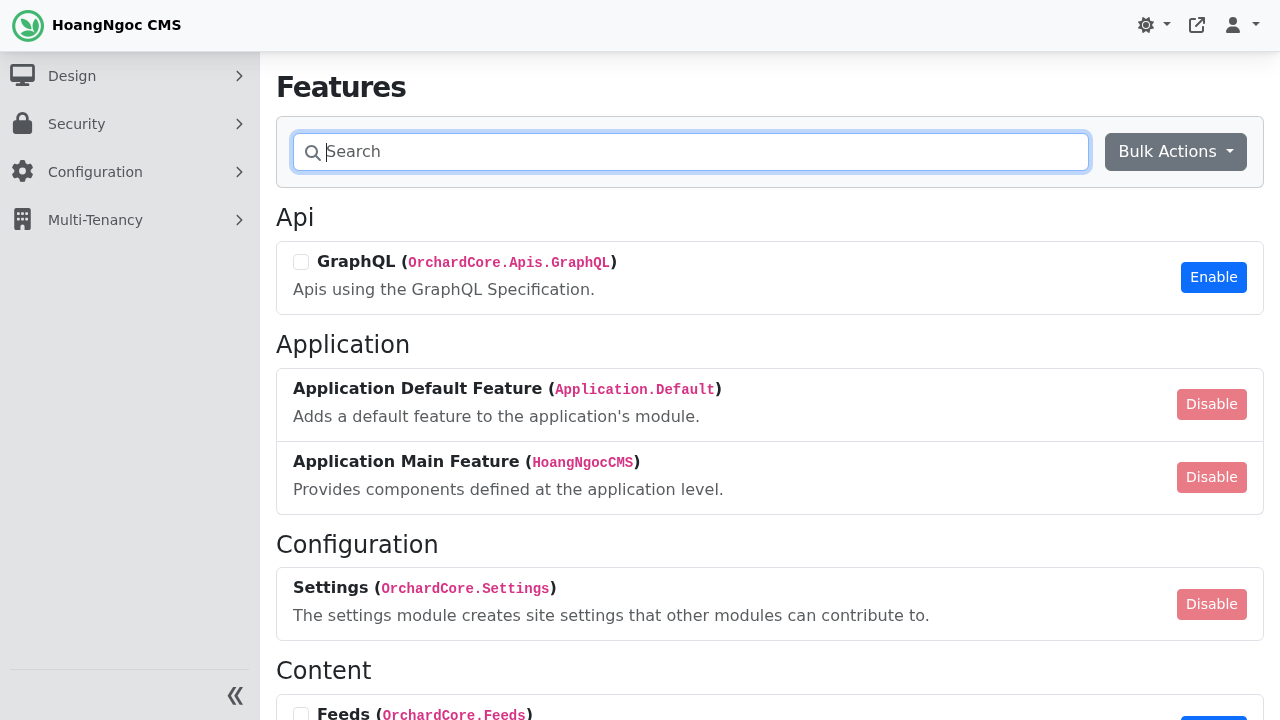 HoangNgoc CMS
Design
Security
Configuration
Multi-Tenancy
Features
Search
Bulk Actions
Api
GraphQL (OrchardCore.Apis.GraphQL)
Apis using the GraphQL Specification.
Enable
Application
Application Default Feature (Application.Default)
Adds a default feature to the application's module.
Disable
Application Main Feature (HoangNgocCMS)
Provides components defined at the application level.
Disable
Configuration
Settings (OrchardCore.Settings)
The settings module creates site settings that other modules can contribute to.
Disable
Content
Feeds (OrchardCore.Feeds)